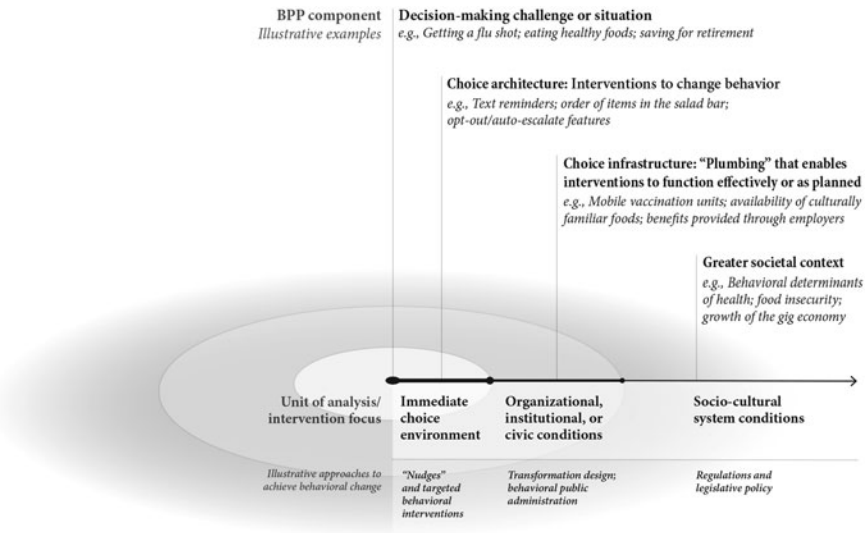 BPP component
Illustrative examples
Decision-making challenge or situation
e.g., Getting a flu shot; eating healthy foods; saving for retirement
Choice architecture: Interventions to change behavior
e.g., Text reminders; order of items in the salad bar;
opt-out/auto-escalate features
Choice infrastructure: “Plumbing” that enables
interventions to function effectively or as planned
e.g., Mobile vaccination units; availability of culturally
familiar foods; benefits provided through employers
Greater societal context
e.g., Behavioral determinants
of health; food insecurity;
growth of the gig economy
Unit of analysis/
intervention focus
Immediate
choice
environment
Organizational,
institutional, or
civic conditions
Socio-cultural
system conditions
Illustrative approaches to
achieve behavioral change
“Nudges”
and targeted
behavioral
interventions
Transformation design;
behavioral public
administration
Regulations and
legislative policy